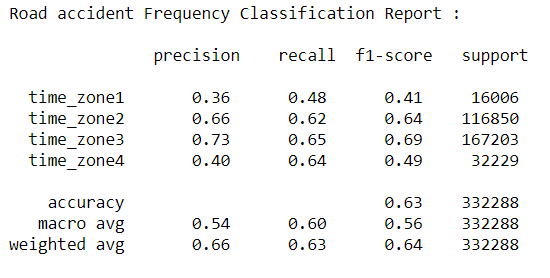 Road accident Frequency Classification Report :
precision recall f1-score support
time_zone1 0.36 0.48 0.41 16006
time_zone2 0.66 0.62 0.64 116850
time_zone3 0.73 0.65 0.69 167203
time_zone4 0.40 0.64 0.49 32229
accuracy 0.63 332288
macro avg 0.54 0.60 0.56 332288
weighted avg 0.66 0.63 0.64 332288